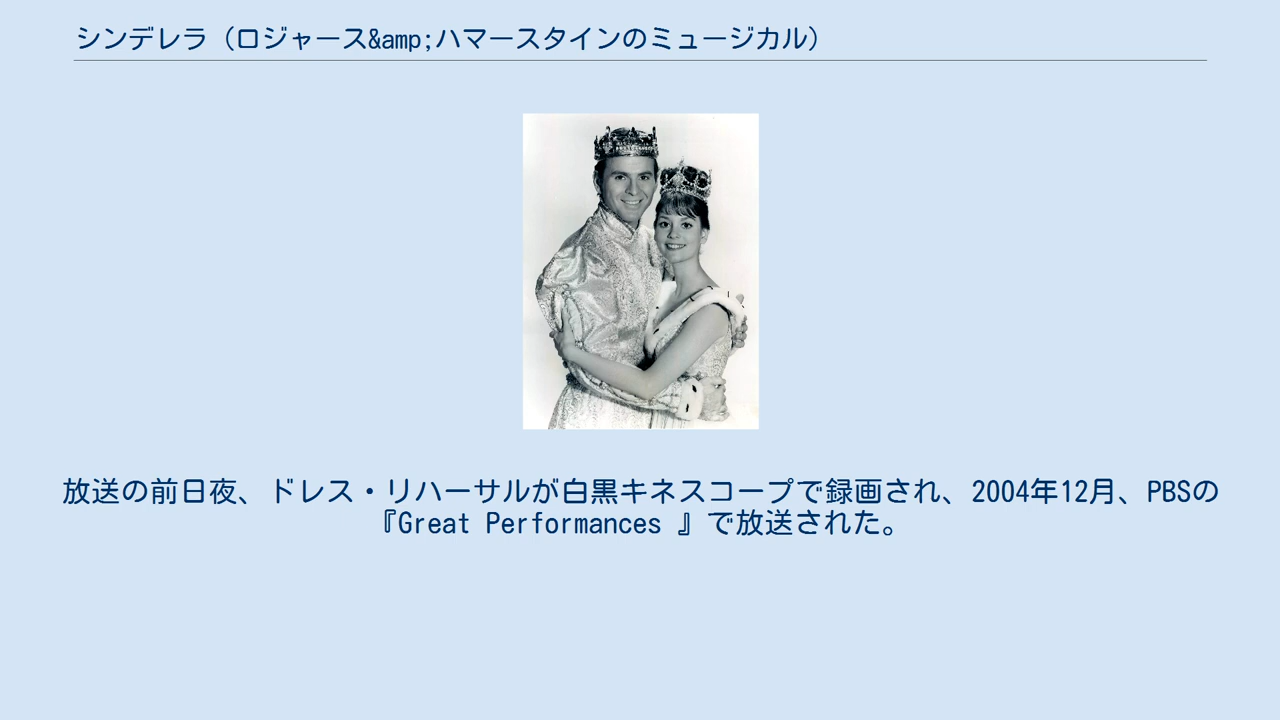 シンデレラ（ロジャース&amp;ハマースタインのミュージカル）
放送の前日夜、ドレス・リハーサルが白黒キネスコープで録画され、2004年12月、PBSの
『Great Performances 』で放送された。